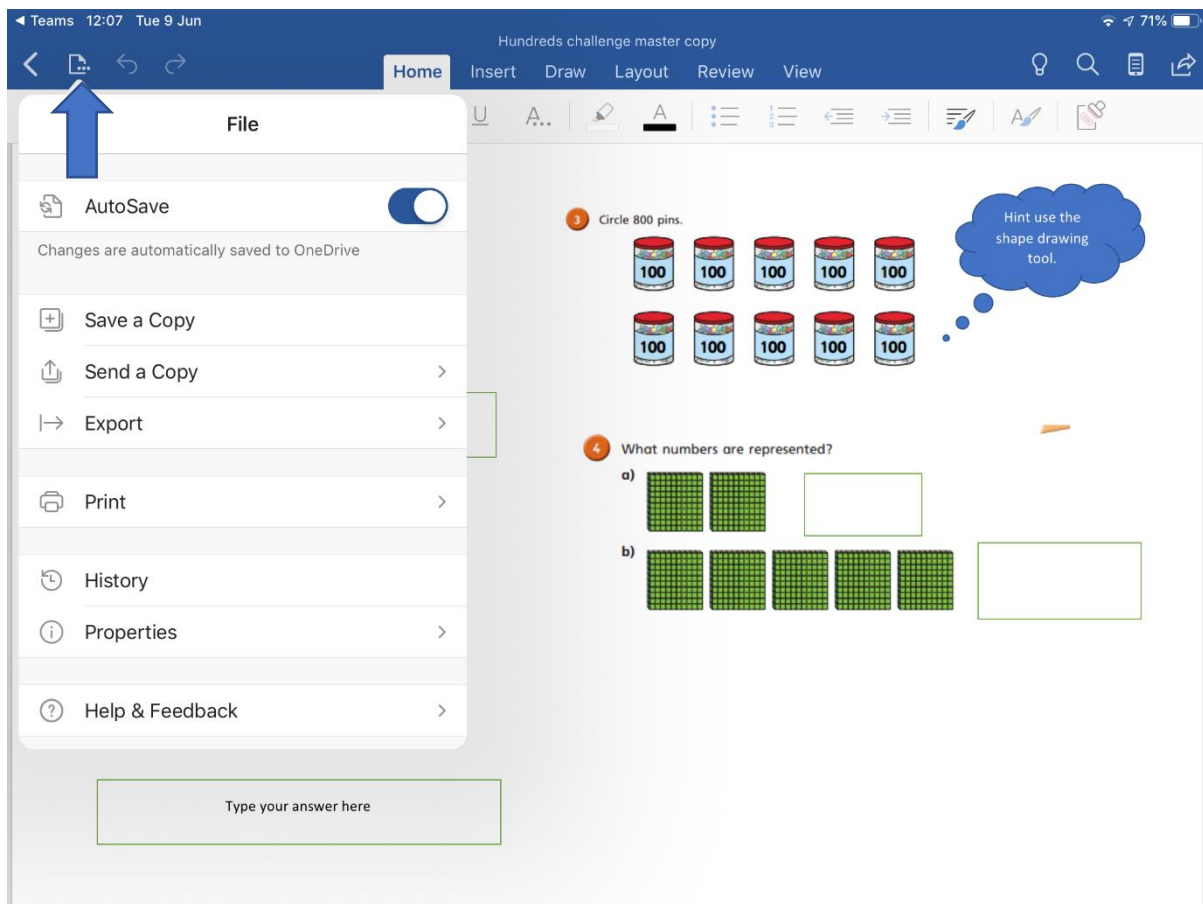 Teams 12:07 Tue 9 Jun
71%
Hundreds challenge master copy
Home Insert Draw Layout Review View
File
U A.. A
1
2
3
A
AutoSave
Changes are automatically saved to OneDrive
Save a Copy
Send a Copy
Export
Print
History
Properties
Help & Feedback
3 Circle 800 pins.
100 100 100 100 100
100 100 100 100 100
Hint use the
shape drawing
tool.
4 What numbers are represented?
a)
b)
Type your answer here